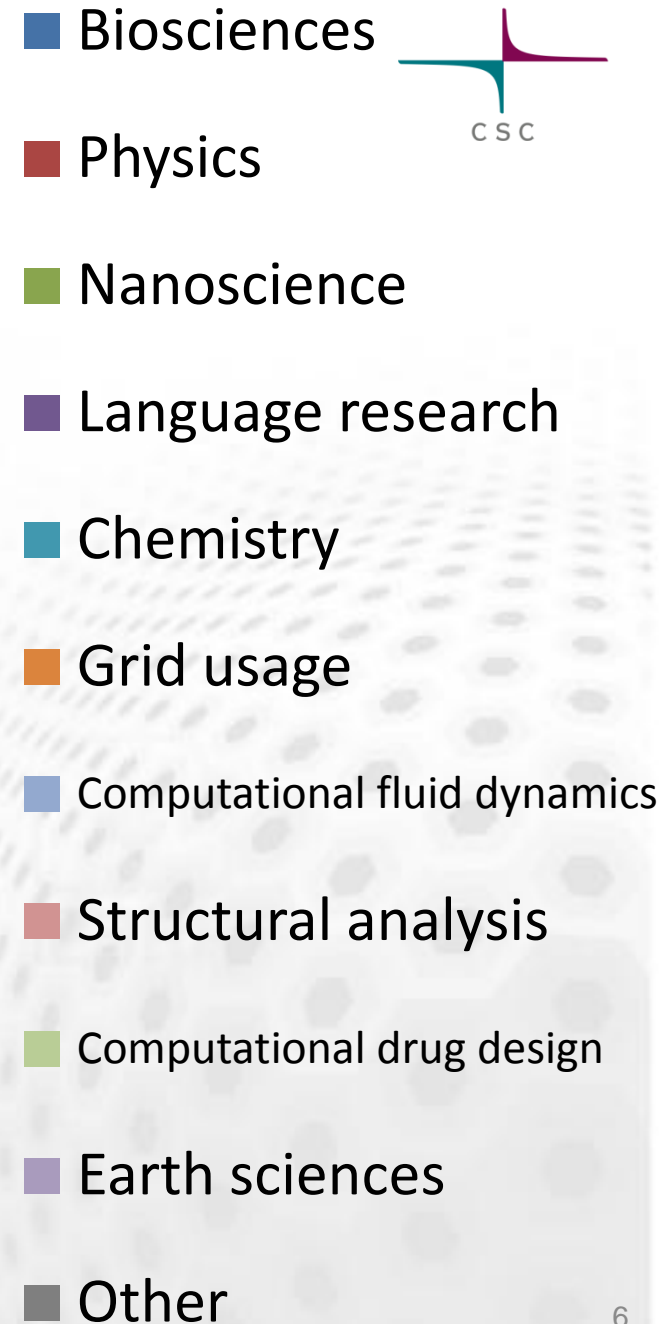 Biosciences
CSC
Physics
Nanoscience
Language research
Chemistry
Grid usage
Computational fluid dynamics
Structural analysis
Computational drug design
Earth sciences
Other
6